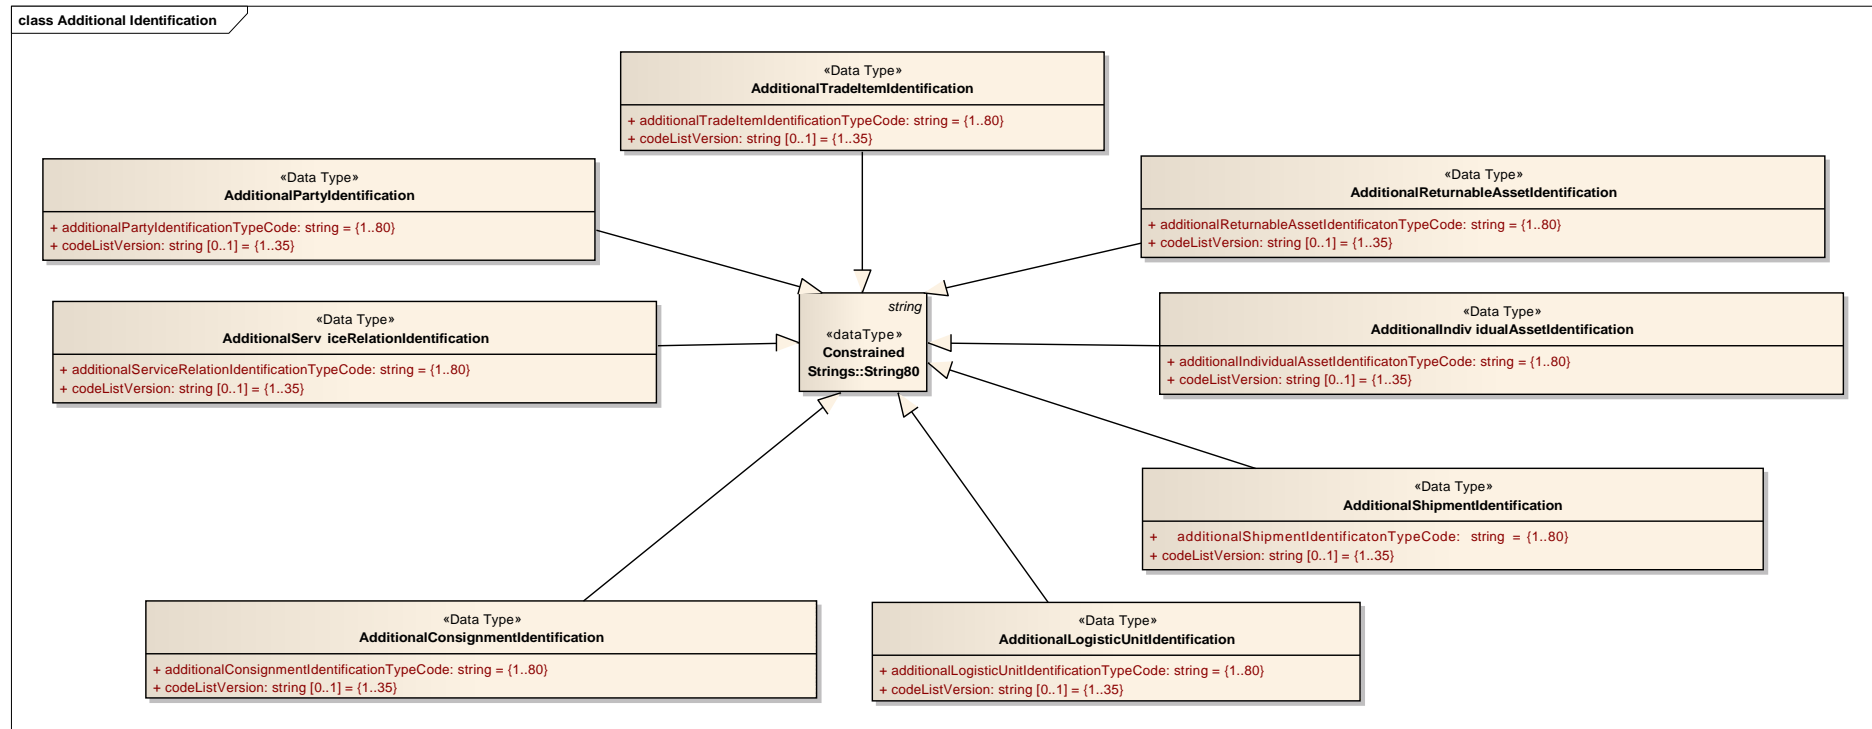 class Additional Identification
«Data Type»
AdditionalTradeItemIdentification
+ additionalTradeItemIdentificationTypeCode: string = {1..80}
+ codeListVersion: string [0..1] = {1..35}
«Data Type»
AdditionalPartyIdentification
+ additionalPartyIdentificationTypeCode: string = {1..80}
+ codeListVersion: string [0..1] = {1..35}
«Data Type»
AdditionalReturnableAssetIdentification
+ additionalReturnableAssetIdentificatonTypeCode: string = {1..80}
+ codeListVersion: string [0..1] = {1..35}
«Data Type»
AdditionalServ iceRelationIdentification
+ additionalServiceRelationIdentificationTypeCode: string = {1..80}
+ codeListVersion: string [0..1] = {1..35}
string
«dataType»
Constrained
Strings::String80
«Data Type»
AdditionalIndiv idualAssetIdentification
+ additionalIndividualAssetIdentificatonTypeCode: string = {1..80}
+ codeListVersion: string [0..1] = {1..35}
«Data Type»
AdditionalShipmentIdentification
+ additionalShipmentIdentificatonTypeCode: string = {1..80}
+ codeListVersion: string [0..1] = {1..35}
«Data Type»
AdditionalConsignmentIdentification
+ additionalConsignmentIdentificationTypeCode: string = {1..80}
+ codeListVersion: string [0..1] = {1..35}
«Data Type»
AdditionalLogisticUnitIdentification
+ additionalLogisticUnitIdentificationTypeCode: string = {1..80}
+ codeListVersion: string [0..1] = {1..35}